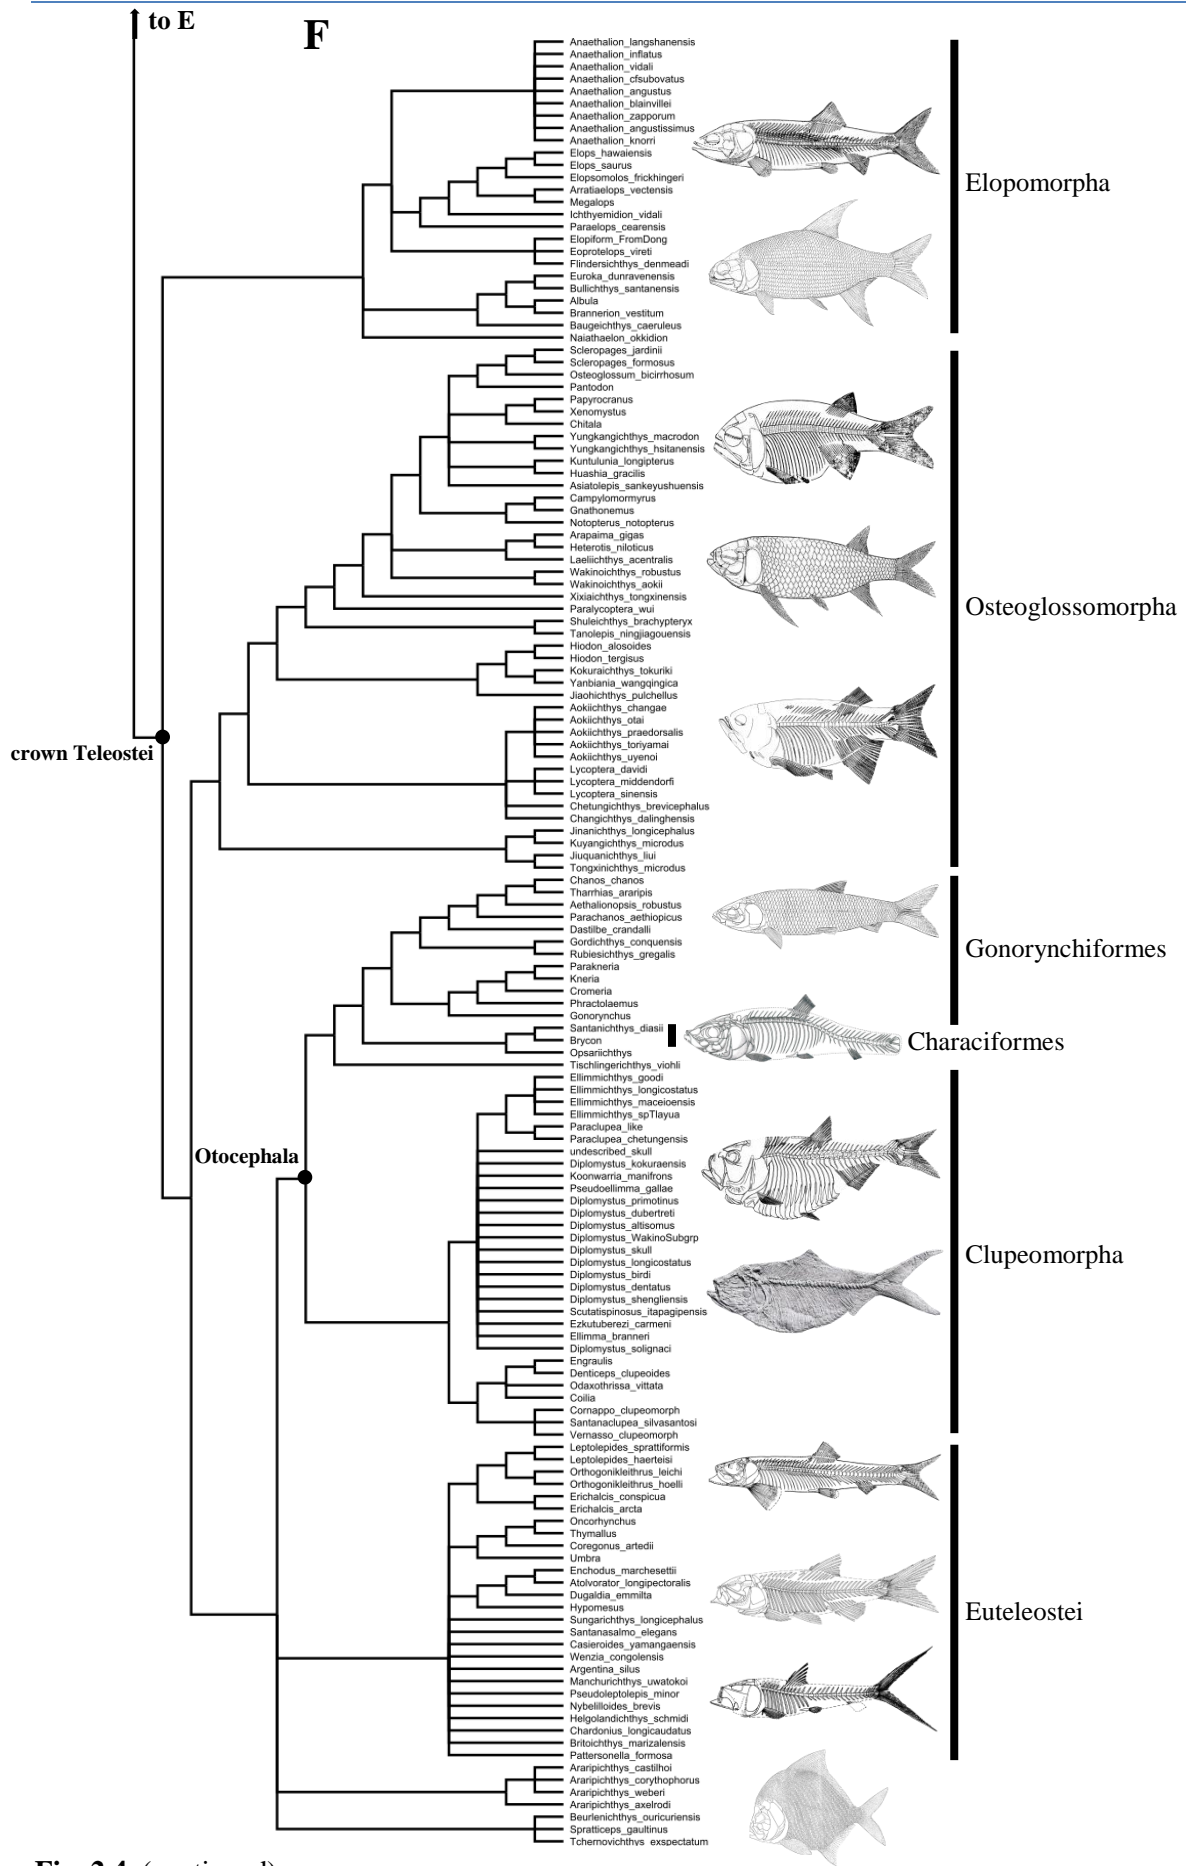 to E
F
Anaethalion_langshanensis
Anaethalion_inflatus
Anaethalion_vidali
Anaethalion_cfsubovatus
Anaethalion_angustus
Anaethalion_blainvillei
Anaethalion_zapporum
Anaethalion_angustissimus
Anaethalion_knorri
Elops_hawaiensis
Elops_saurus
Elopsomolos_frickhingeri
Arratiaelops_vectensis
Megalops
Ichthyemidion_vidali
Paraelops_cearensis
Elopiform_FromDong
Eoprotelops_vireti
Flindersichthys_denmeadi
Euroka_dunravenensis
Bullichthys_santanensis
Albula
Brannerion_vestitum
Baugeichthys_caeruleus
Naiathaelon_okkidion
Elopomorpha
Scleropages_jardinii
Scleropages_formosus
Osteoglossum_bicirrhosum
Pantodon
Papyrocranus
Xenomystus
Chitala
Yungkangichthys_macrodon
Yungkangichthys_hsitanensis
Kuntulunia_longipterus
Huashia_gracilis
Asiatolepis_sankeyushuensis
Campylomormyrus
Gnathonemus
Notopterus_notopterus
Arapaima_gigas
Heterotis_niloticus
Laeliichthys_acentralis
Wakinoichthys_robustus
Wakinoichthys_aokii
Xixiaichthys_tongxinensis
Paralycoptera_wui
Shuleichthys_brachypteryx
Tanolepis_ningjiagouensis
Hiodon_alosoides
Hiodon_tergisus
Kokuraichthys_tokuriki
Yanbiania_wangqingica
Jiaohichthys_pulchellus
Aokiichthys_changae
Aokiichthys_otai
Aokiichthys_praedorsalis
Aokiichthys_toriyamai
Aokiichthys_uyenoi
Lycoptera_davidi
Lycoptera_middendorfi
Lycoptera_sinensis
Chetungichthys_brevicephalus
Changichthys_dalinghensis
Jinanichthys_longicephalus
Kuyangichthys_microdus
Jiuquanichthys_liui
Tongxinichthys_microdus
Osteoglossomorpha
crown Teleostei
Chanos_chanos
Tharrhias_araripis
Aethalionopsis_robustus
Parachanos_aethiopicus
Dastilbe_crandalli
Gordichthys_conquensis
Rubiesichthys_gregalis
Parakneria
Kneria
Cromeria
Phractolaemus
Gonorynchus
Gonorynchiformes
Santanichthys_diasii
Brycon
Characiformes
Opsariichthys
Tischlingerichthys_viohli
Ellimmichthys_goodi
Ellimmichthys_longicostatus
Ellimmichthys_maceioensis
Ellimmichthys_spTlayua
Paraclupea_like
Paraclupea_chetungensis
undescribed_skull
Diplomystus_kokuraensis
Koonwarria_manifrons
Pseudoellimma_gallae
Diplomystus_primotinus
Diplomystus_dubertreti
Diplomystus_altisomus
Diplomystus_WakinoSubgrp
Diplomystus_skull
Diplomystus_longicostatus
Diplomystus_birdi
Diplomystus_dentatus
Diplomystus_shengliensis
Scutatispinosus_itapagipensis
Ezkutuberezi_carmeni
Ellimma_branneri
Diplomystus_solignaci
Engraulis
Denticeps_clupeoides
Odaxothrissa_vittata
Coilia
Cornappo_clupeomorph
Santanaclupea_silvasantosi
Vernasso_clupeomorph
Clupeomorpha
Otocephala
Leptolepides_sprattiformis
Leptolepides_haerteisi
Orthogonikleithrus_leichi
Orthogonikleithrus_hoelli
Erichalcis_conspicua
Erichalcis_arcta
Oncorhynchus
Thymallus
Coregonus_artedii
Umbra
Enchodus_marchesettii
Atolvorator_longipectoralis
Dugaldia_emmilta
Hypomesus
Sungarichthys_longicephalus
Santanasalmo_elegans
Casieroides_yamangaensis
Wenzia_congolensis
Argentina_silus
Manchurichthys_uwatokoi
Pseudoleptolepis_minor
Nybelilloides_brevis
Helgolandichthys_schmidi
Chardonius_longicaudatus
Britoichthys_marizalensis
Pattersonella_formosa
Euteleostei
Araripichthys_castilhoi
Araripichthys_corythophorus
Araripichthys_weberi
Araripichthys_axelrodi
Beurlenichthys_ouricuriensis
Spratticeps_gaultinus
Tchernovichthys_exspectatum
Fig. 2.4. (continued)